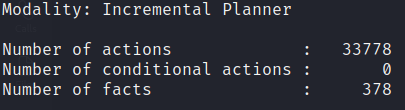 Modality: Incremental Planner
Number of actions : 33778
Number of conditional actions : 0
Number of facts : 378